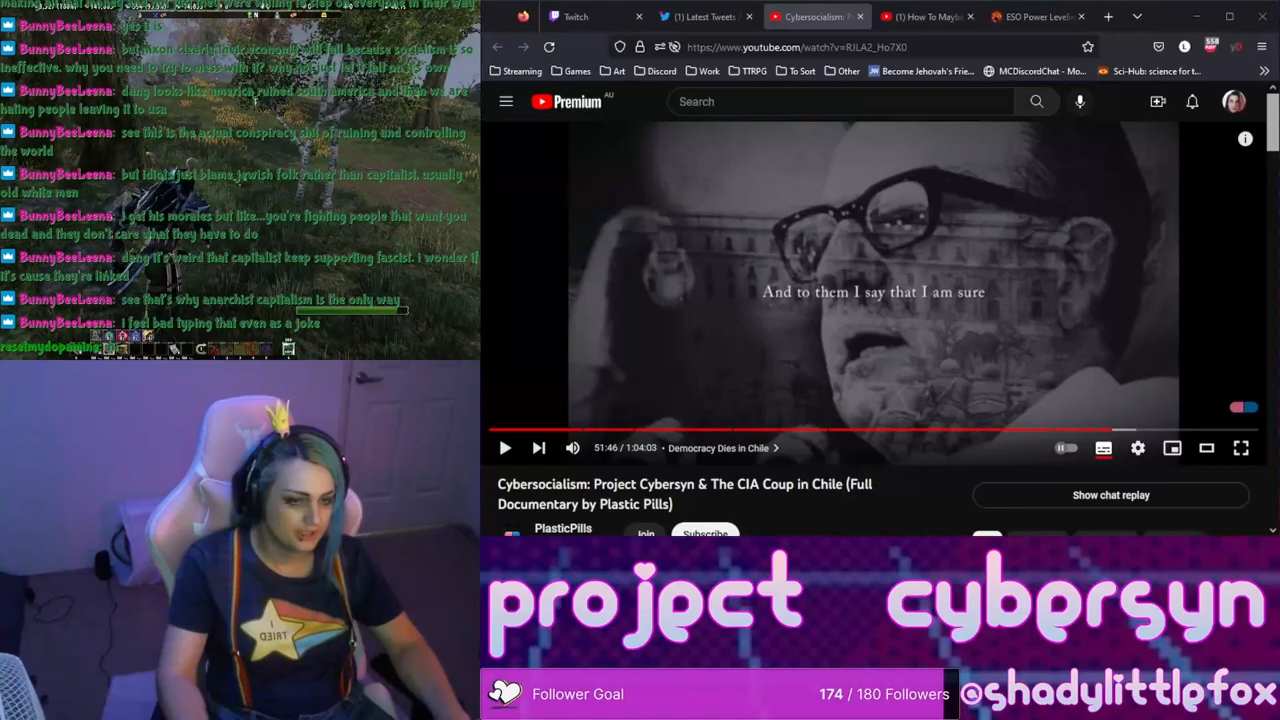 BunnyBeeLeena: yep it is
BunnyBeeLeena: but nixon clearly their economy will fall because socialism is so
ineffective. why you need to try to mess with it? why not just let it fall on its own
BunnyBeeLeena: dang looks like america ruined south america and then we are
hating people leaving it to usa
BunnyBeeLeena: see this is the actual conspiracy shit of ruining and controlling
the world
BunnyBeeLeena: but idiots just blame jewish folk rather than capitalist, usually
old white men
BunnyBeeLeena: I get his morales but like...you're fighting people that want you
dead and they don't care what they have to do
BunnyBeeLeena: dang it's weird that capitalist keep supporting fascist. I wonder if
it's cause they're linked
BunnyBeeLeena: see that's why anarchist capitalism is the only way
BunnyBeeLeena: I feel bad typing that even as a joke
resetmydopamine:
I TRIED
Twitch
(1) Latest Tweets /
Cybersocialism: P
(1) How To Maybe
ESO Power Levelin
https://www.youtube.com/watch?v=RJLA2_Ho7X0
Streaming
Games
Art
Discord
Work
TTRPG
To Sort
Other
Become Jehovah's Frie...
MCDiscordChat - Mo...
Sci-Hub: science for t...
Premium AU
Search
And to them I say that I am sure
51:46 / 1:04:03 • Democracy Dies in Chile >
Cybersocialism: Project Cybersyn & The CIA Coup in Chile (Full
Documentary by Plastic Pills)
Show chat replay
PlasticPills
Join
Subscribe
project cybersyn
Follower Goal
174 / 180 Followers
@shadylittlefox